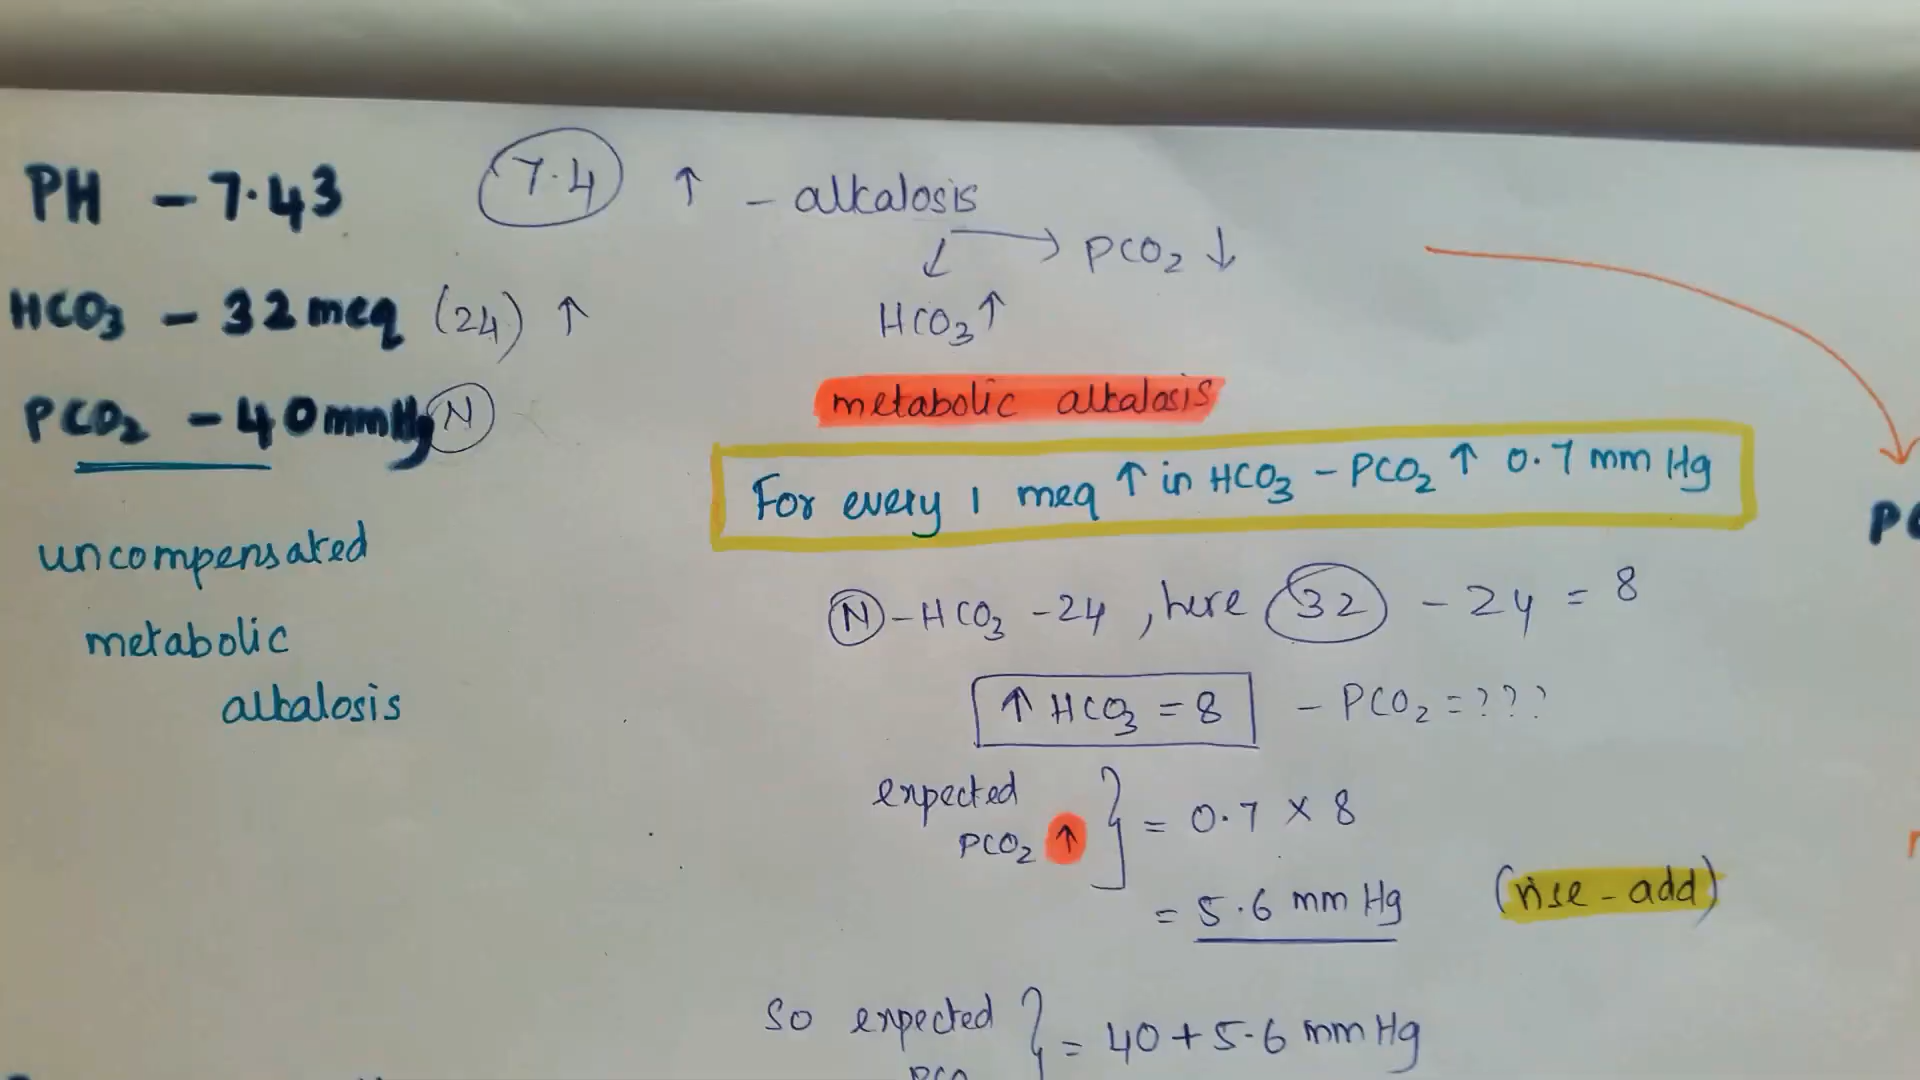 PH - 7.43 7.4 ↑ - alkalosis
↙ → PCO₂ ↓
HCO₃ - 32 meq (24) ↑ HCO₃ ↑
PCO₂ - 40 mmHg N metabolic alkalosis
For every 1 meq ↑ in HCO₃ - PCO₂ ↑ 0.7 mm Hg
uncompensated
metabolic
alkalosis
N - HCO₃ - 24 , here 32 - 24 = 8
↑ HCO₃ = 8 - PCO₂ = ???
expected
PCO₂ ↑ } = 0.7 × 8
= 5.6 mm Hg (rise - add)
So expected } = 40 + 5.6 mm Hg